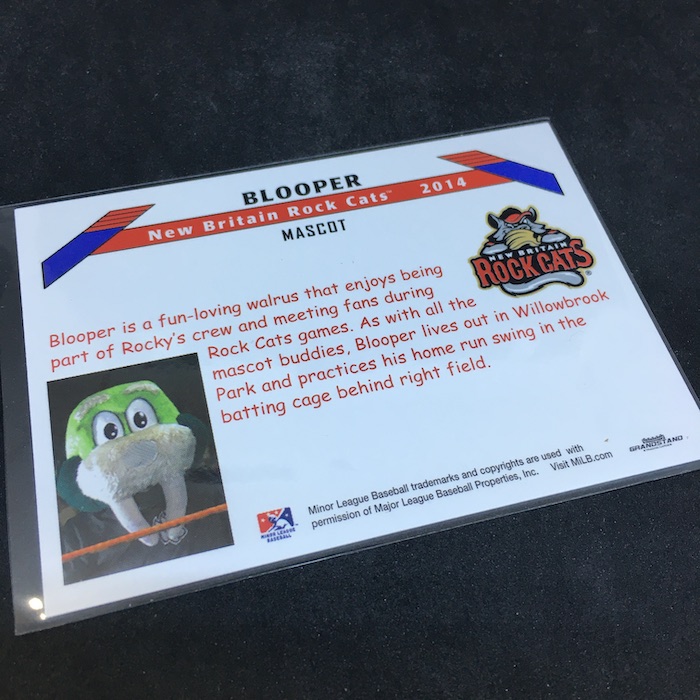 BLOOPER
New Britain Rock Cats™ 2014
MASCOT
NEW BRITAIN
ROCK CATS®
Blooper is a fun-loving walrus that enjoys being
part of Rocky's crew and meeting fans during
Rock Cats games. As with all the
mascot buddies, Blooper lives out in Willowbrook
Park and practices his home run swing in the
batting cage behind right field.
MINOR LEAGUE
BASEBALL
Minor League Baseball trademarks and copyrights are used with
permission of Major League Baseball Properties, Inc. Visit MiLB.com
GRANDSTAND